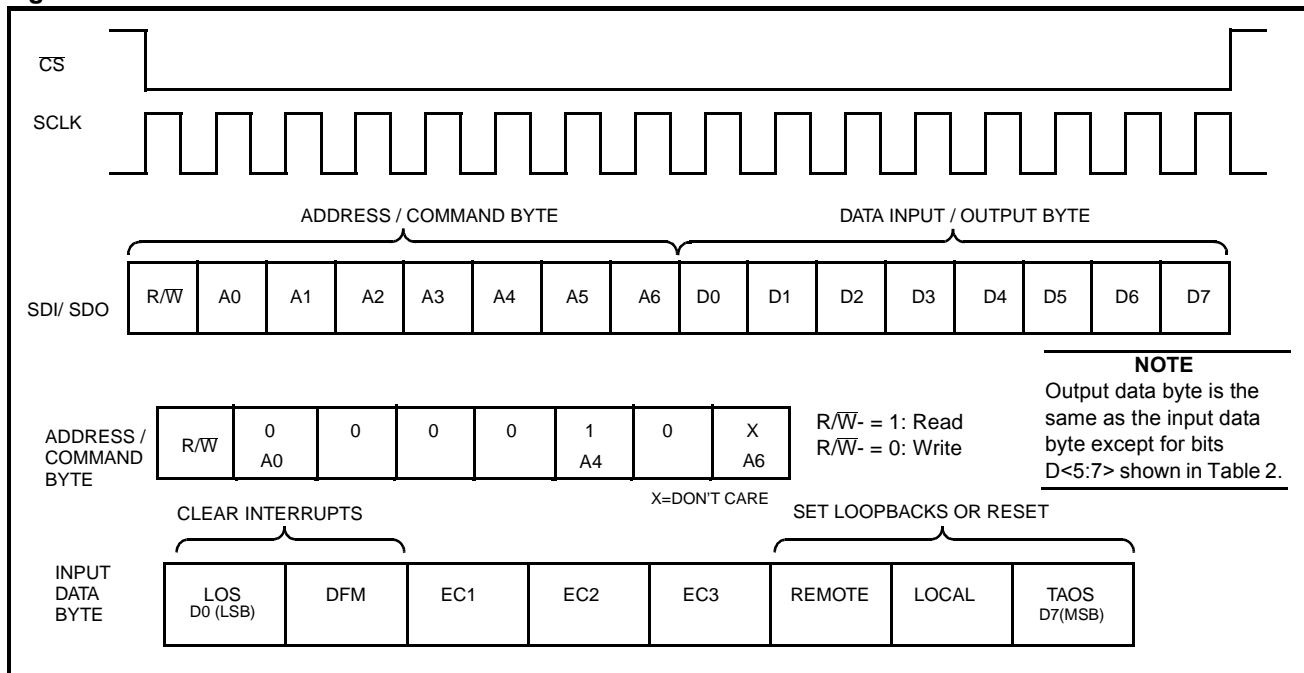 CS
SCLK
ADDRESS / COMMAND BYTE
DATA INPUT / OUTPUT BYTE
SDI/ SDO
R/W A0 A1 A2 A3 A4 A5 A6 D0 D1 D2 D3 D4 D5 D6 D7
NOTE
Output data byte is the
same as the input data
byte except for bits
D<5:7> shown in Table 2.
ADDRESS /
COMMAND
BYTE
R/W 0 0 0 0 1 0 X
A0 A4 A6
R/W- = 1: Read
R/W- = 0: Write
X=DON'T CARE
CLEAR INTERRUPTS
SET LOOPBACKS OR RESET
INPUT
DATA
BYTE
LOS DFM EC1 EC2 EC3 REMOTE LOCAL TAOS
D0 (LSB) D7(MSB)